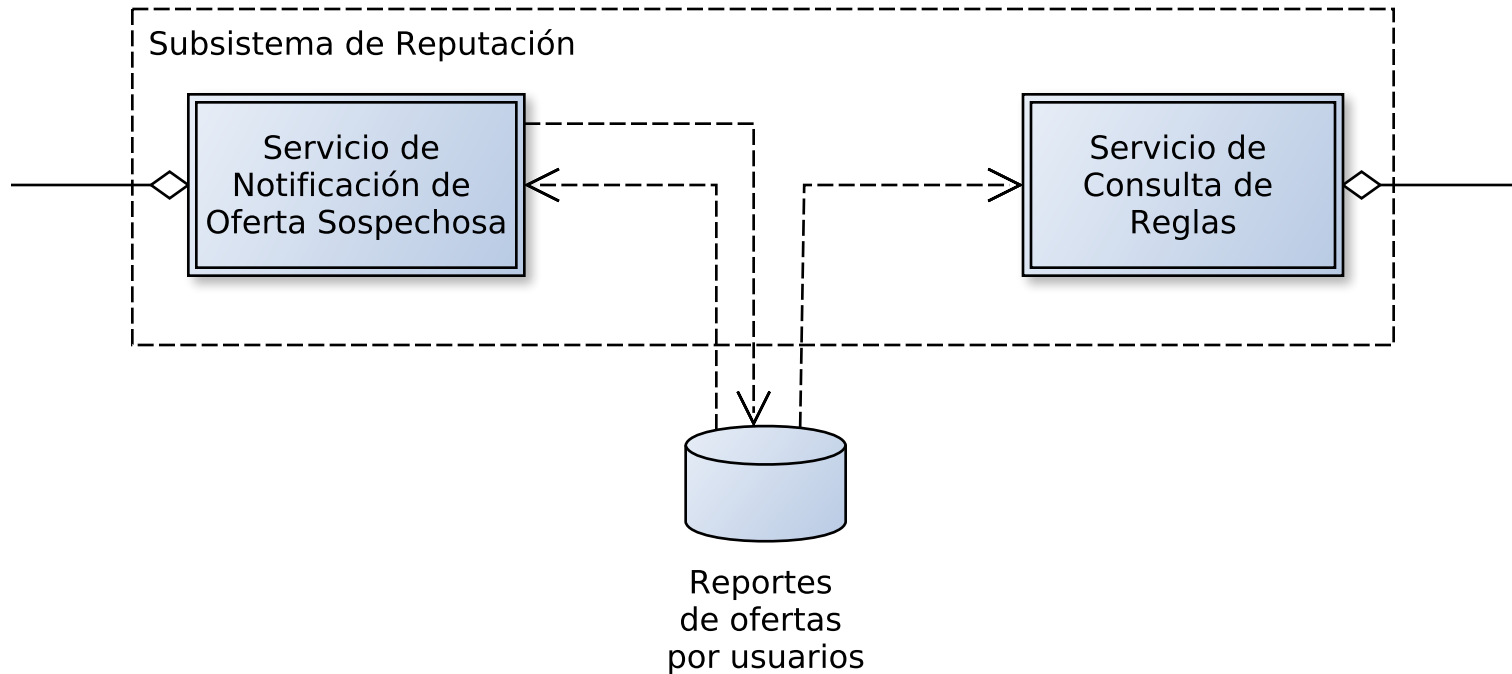 Subsistema de Reputación
Servicio de
Notificación de
Oferta Sospechosa
Servicio de
Consulta de
Reglas
Reportes
de ofertas
por usuarios